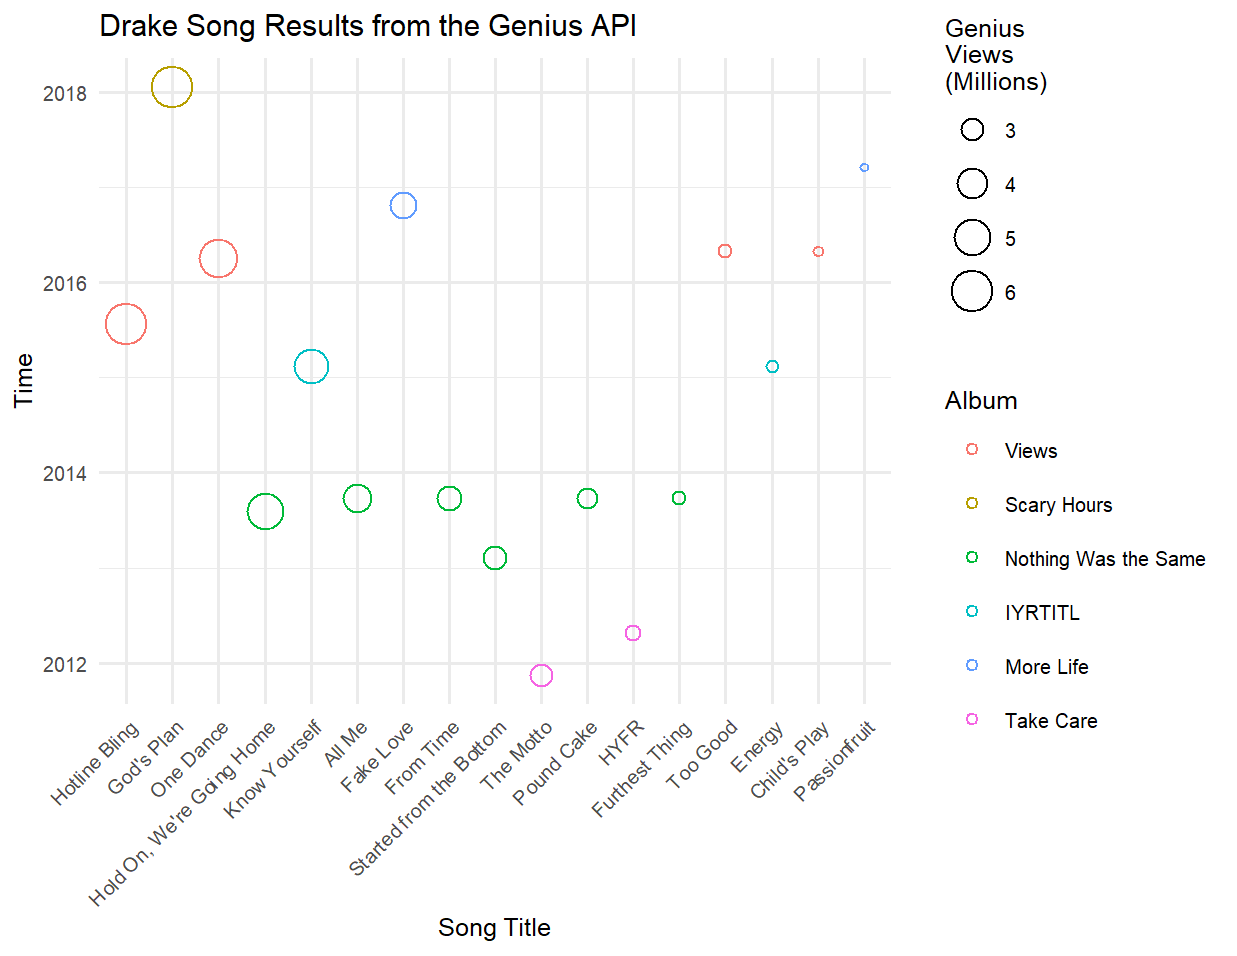 Drake Song Results from the Genius API
Time
2018
2016
2014
2012
Hotline Bling
God's Plan
One Dance
Hold On, We're Going Home
Know Yourself
All Me
Fake Love
From Time
Started from the Bottom
The Motto
Pound Cake
HYFR
Furthest Thing
Too Good
Energy
Child's Play
Passionfruit
Song Title
Genius
Views
(Millions)
3
4
5
6
Album
Views
Scary Hours
Nothing Was the Same
IYRTITL
More Life
Take Care